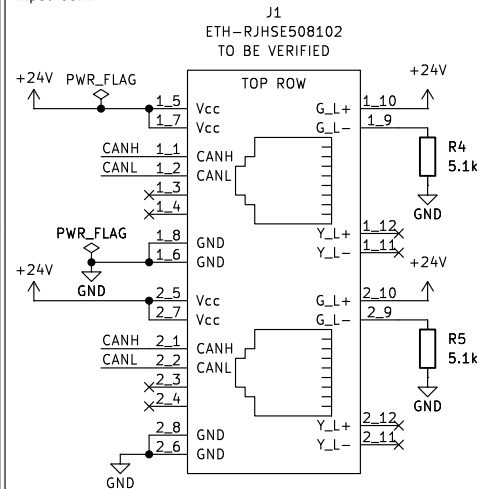 J1
ETH-RJHSE508102
TO BE VERIFIED
TOP ROW
+24V
PWR_FLAG
1_5
Vcc
1_7
Vcc
CANH
1_1
CANH
CANL
1_2
CANL
1_3
1_4
PWR_FLAG
1_8
GND
1_6
GND
GND
G_L+
1_10
+24V
G_L-
1_9
R4
5.1k
GND
Y_L+
1_12
Y_L-
1_11
+24V
2_5
Vcc
2_7
Vcc
CANH
2_1
CANH
CANL
2_2
CANL
2_3
2_4
2_8
GND
2_6
GND
GND
+24V
G_L+
2_10
G_L-
2_9
R5
5.1k
GND
Y_L+
2_12
Y_L-
2_11